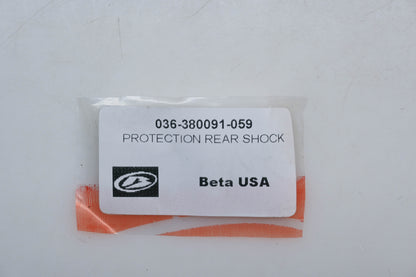 036-380091-059
PROTECTION REAR SHOCK
Beta USA